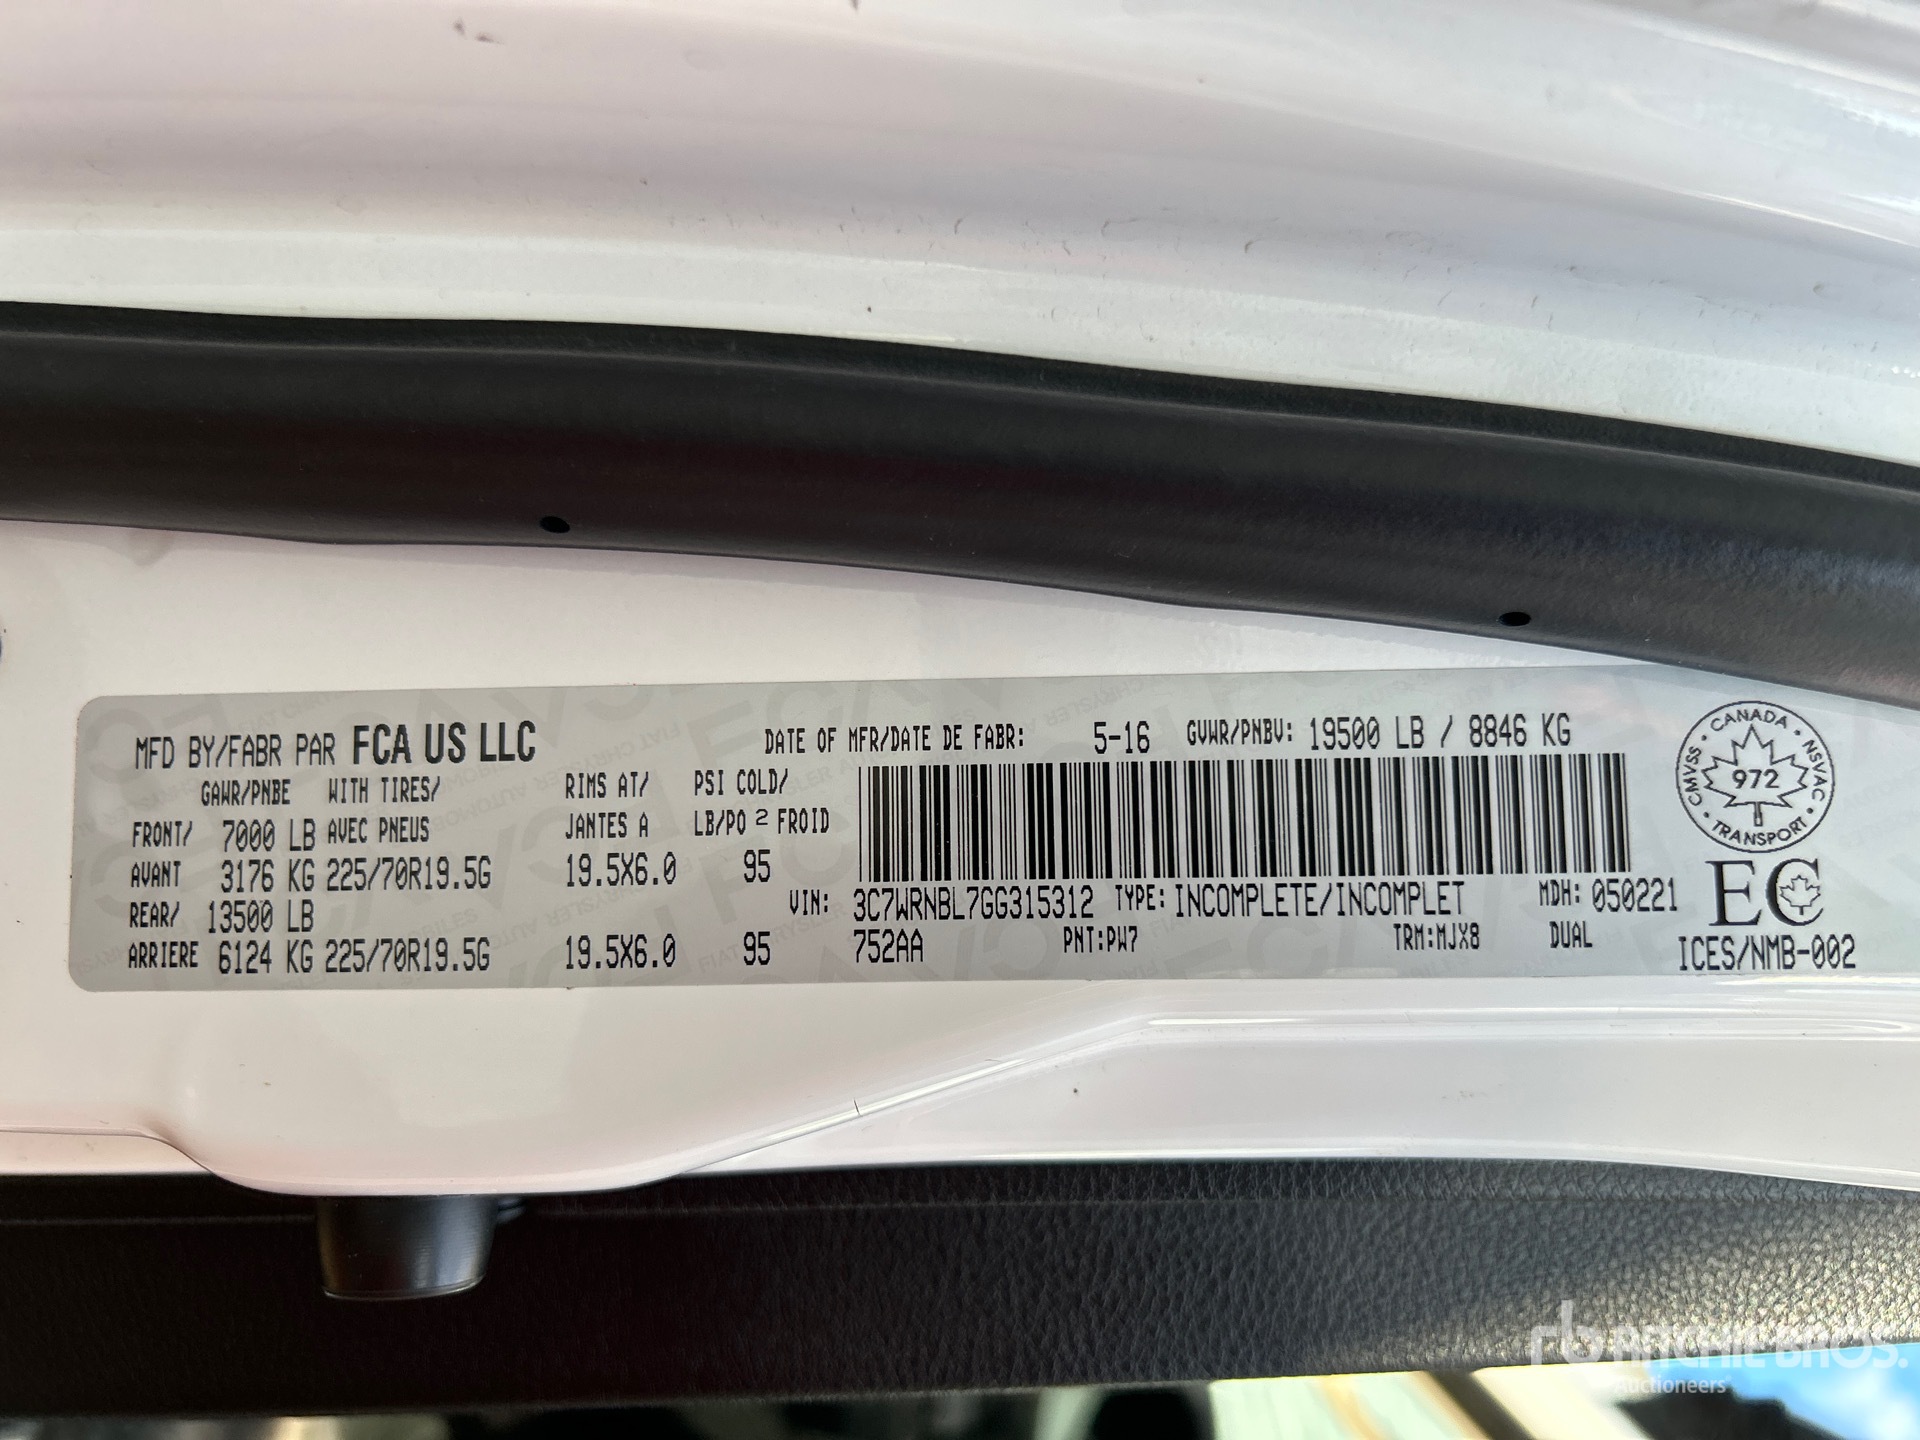 MFD BY/FABR PAR FCA US LLC
DATE OF MFR/DATE DE FABR: 5-16 GVWR/PNBV: 19500 LB / 8846 KG
GAWR/PNBE WITH TIRES/ RIMS AT/ PSI COLD/
FRONT/ 7000 LB AVEC PNEUS JANTES A LB/PO 2 FROID
AVANT 3176 KG 225/70R19.5G 19.5X6.0 95
REAR/ 13500 LB
ARRIERE 6124 KG 225/70R19.5G 19.5X6.0 95
VIN: 3C7WRNBL7GG315312 TYPE: INCOMPLETE/INCOMPLET MDH: 050221
752AA PNT:PW7 TRM:MJX8 DUAL
CANADA
CMVSS 972 NSVAC
TRANSPORT
EC
ICES/NMB-002
rb RITCHIE BROS.
Auctioneers